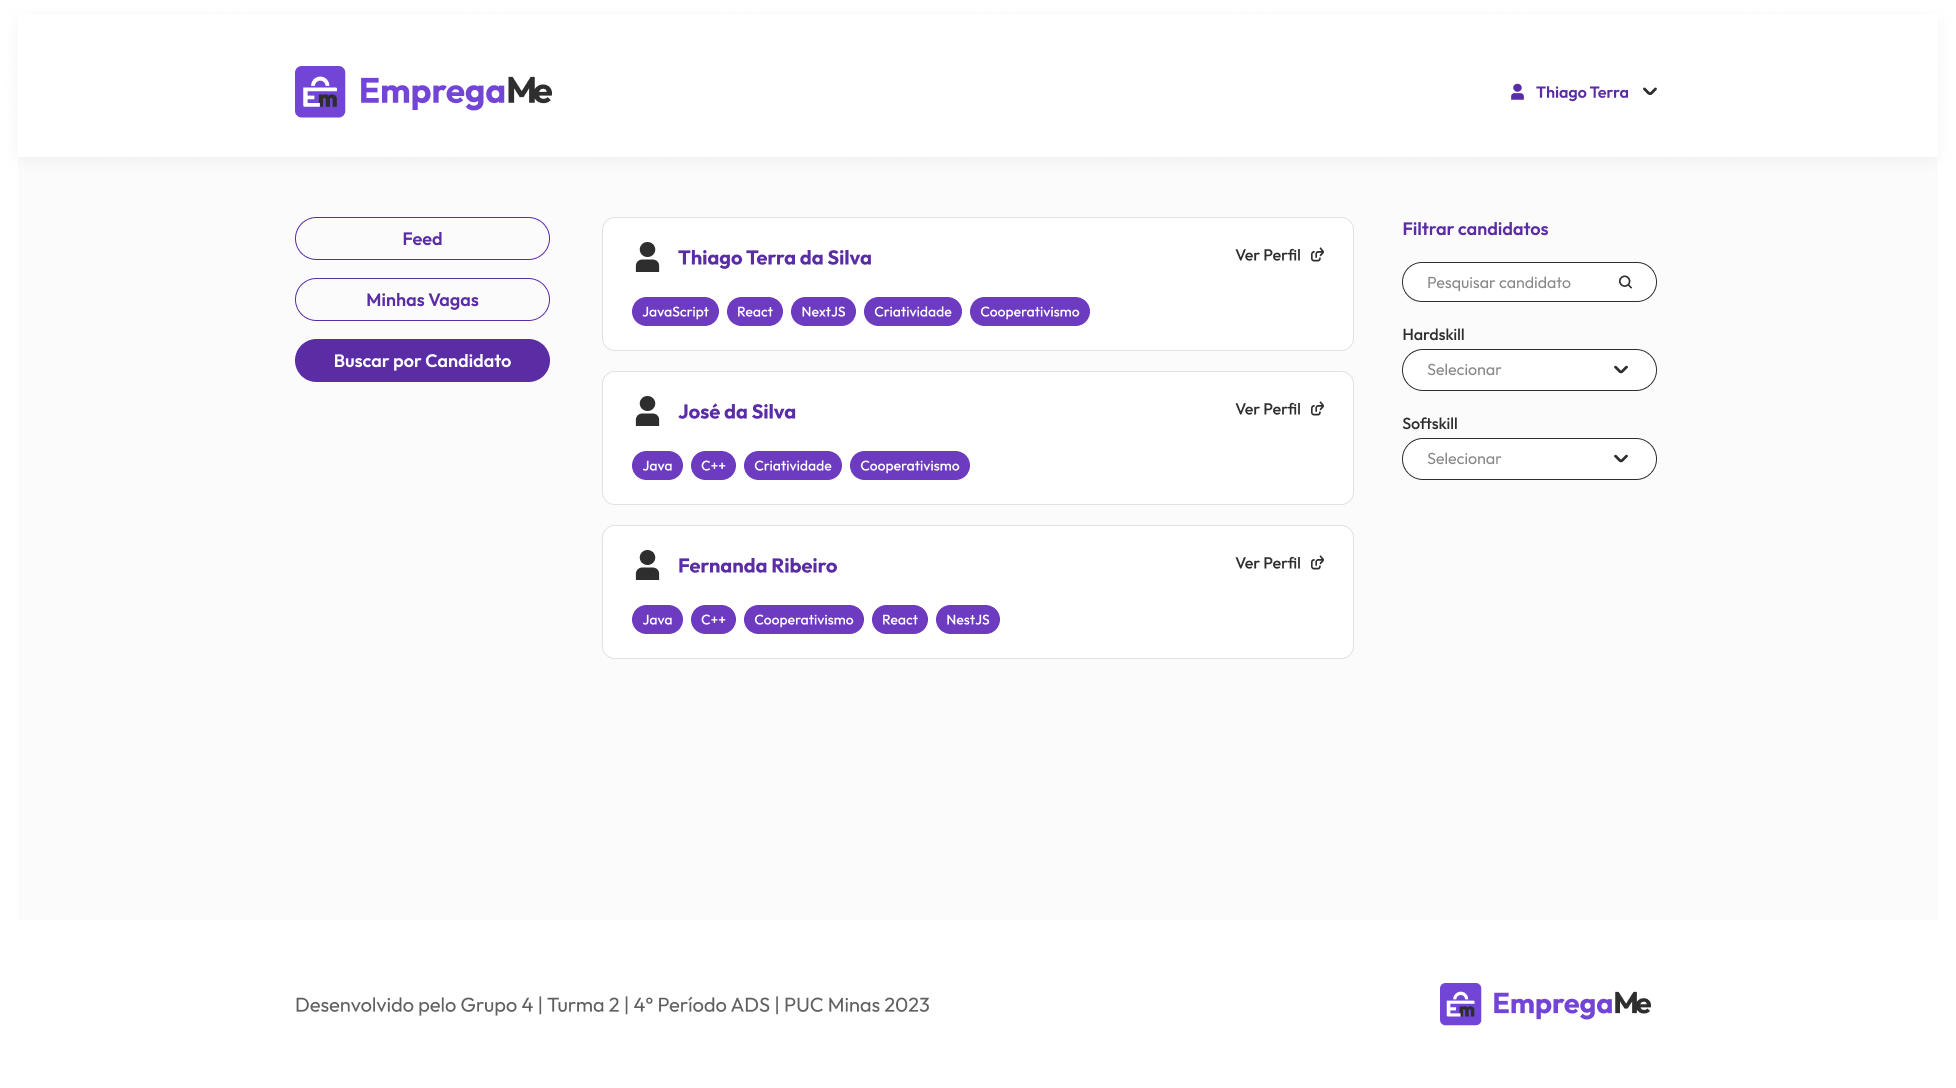 Em EmpregaMe
Thiago Terra
Feed
Minhas Vagas
Buscar por Candidato
Thiago Terra da Silva
Ver Perfil
JavaScript React NextJS Criatividade Cooperativismo
José da Silva
Ver Perfil
Java C++ Criatividade Cooperativismo
Fernanda Ribeiro
Ver Perfil
Java C++ Cooperativismo React NestJS
Filtrar candidatos
Pesquisar candidato
Hardskill
Selecionar
Softskill
Selecionar
Desenvolvido pelo Grupo 4 | Turma 2 | 4º Período ADS | PUC Minas 2023
Em EmpregaMe